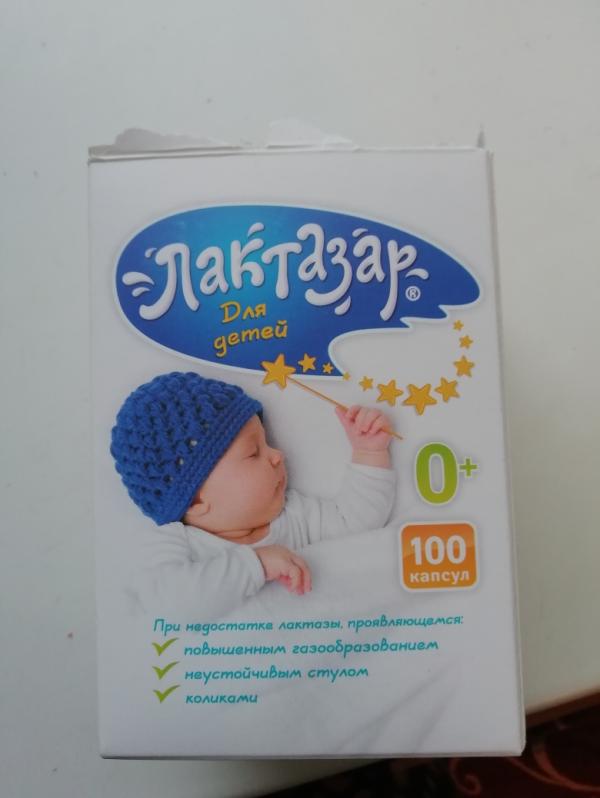 Лактазар®
Для
детей
0+
100
капсул
При недостатке лактазы, проявляющемся:
повышенным газообразованием
неустойчивым стулом
коликами